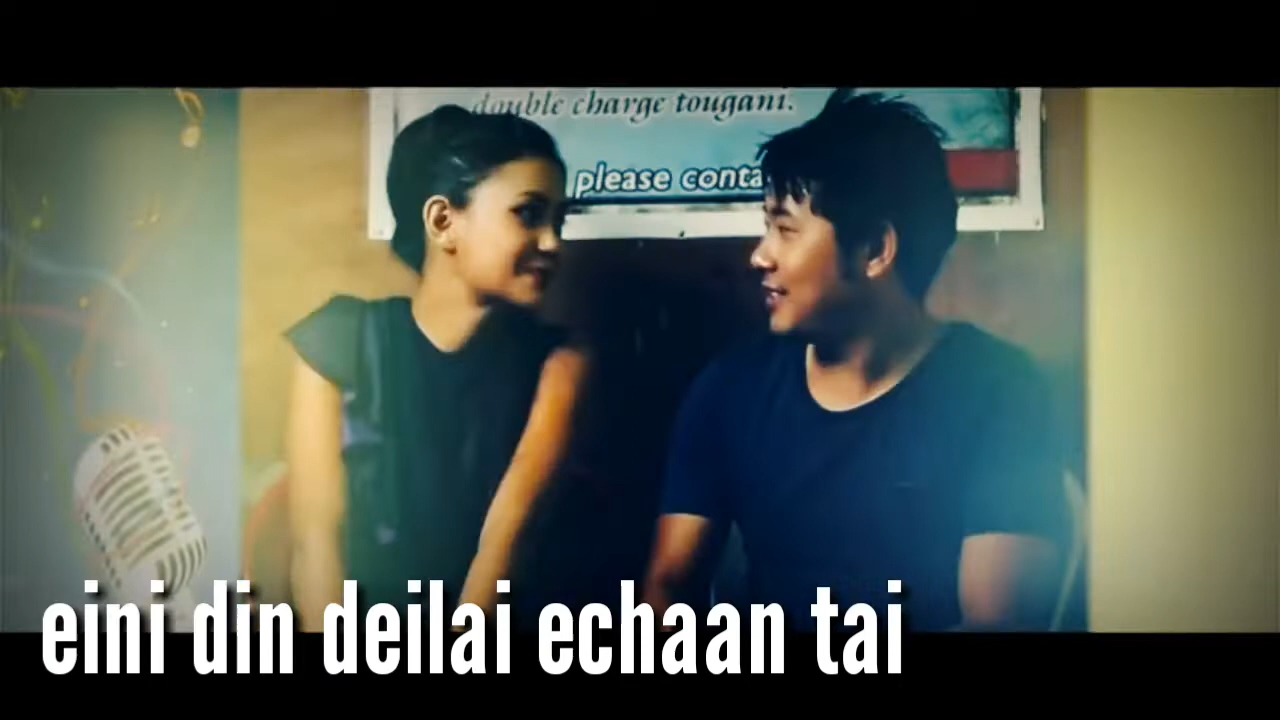 double charge tougani.
please conta
eini din deilai echaan tai